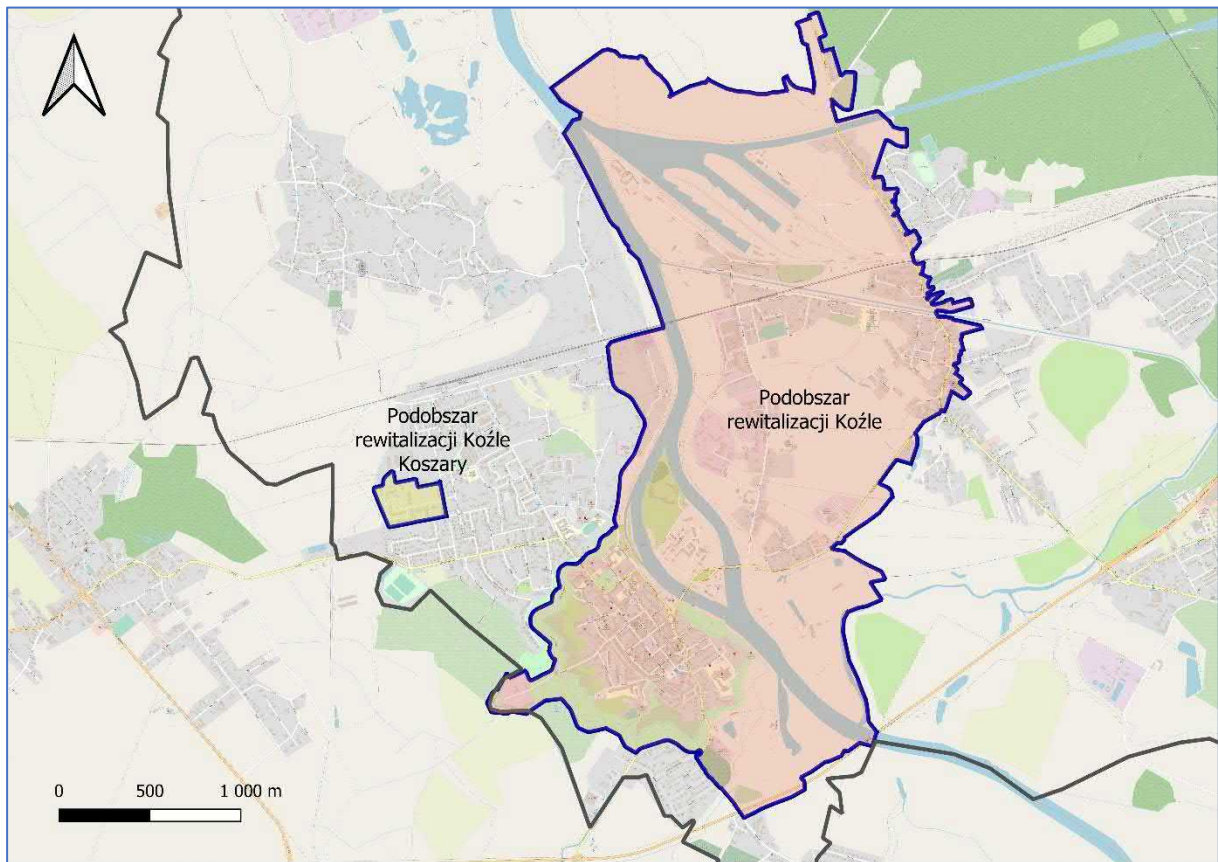 Podobszar
rewitalizacji Koźle
Koszary
Podobszar
rewitalizacji Koźle
0 500 1 000 m